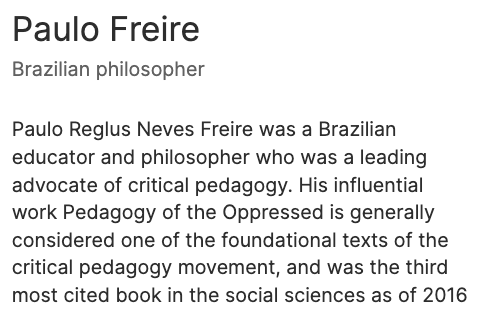 Paulo Freire
Brazilian philosopher
Paulo Reglus Neves Freire was a Brazilian
educator and philosopher who was a leading
advocate of critical pedagogy. His influential
work Pedagogy of the Oppressed is generally
considered one of the foundational texts of the
critical pedagogy movement, and was the third
most cited book in the social sciences as of 2016